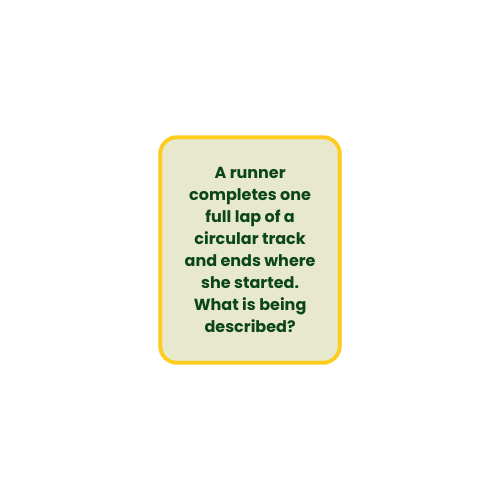 A runner
completes one
full lap of a
circular track
and ends where
she started.
What is being
described?